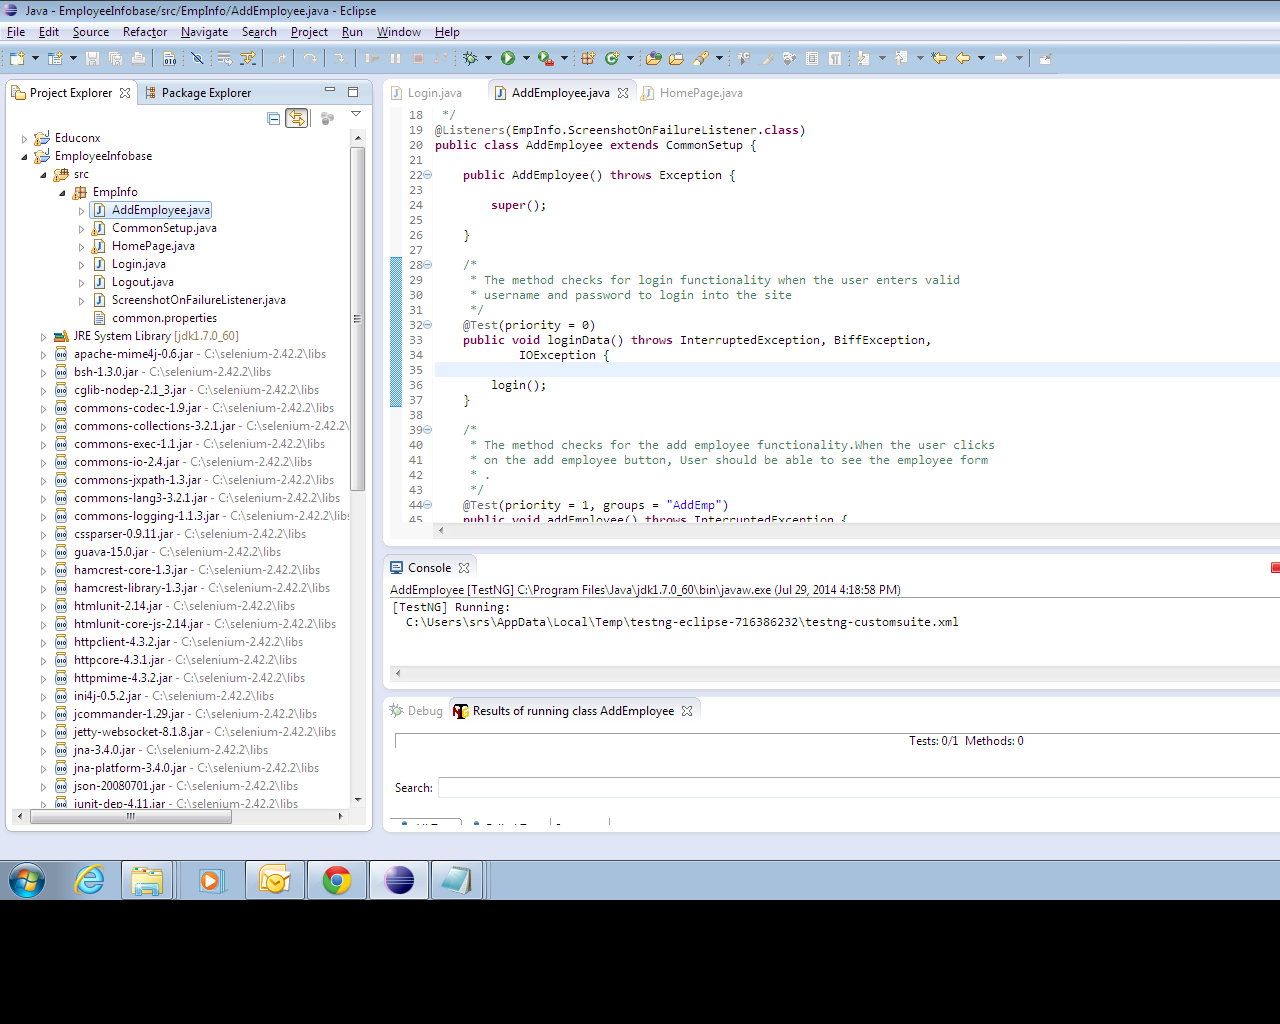 Java - EmployeeInfobase/src/EmpInfo/AddEmployee.java - Eclipse
File Edit Source Refactor Navigate Search Project Run Window Help
Project Explorer Package Explorer
Educonx
EmployeeInfobase
src
EmpInfo
AddEmployee.java
CommonSetup.java
HomePage.java
Login.java
Logout.java
ScreenshotOnFailureListener.java
common.properties
JRE System Library [jdk1.7.0_60]
apache-mime4j-0.6.jar - C:\selenium-2.42.2\libs
bsh-1.3.0.jar - C:\selenium-2.42.2\libs
cglib-nodep-2.1_3.jar - C:\selenium-2.42.2\libs
commons-codec-1.9.jar - C:\selenium-2.42.2\libs
commons-collections-3.2.1.jar - C:\selenium-2.42.2\
commons-exec-1.1.jar - C:\selenium-2.42.2\libs
commons-io-2.4.jar - C:\selenium-2.42.2\libs
commons-jxpath-1.3.jar - C:\selenium-2.42.2\libs
commons-lang3-3.2.1.jar - C:\selenium-2.42.2\libs
commons-logging-1.1.3.jar - C:\selenium-2.42.2\libs
cssparser-0.9.11.jar - C:\selenium-2.42.2\libs
guava-15.0.jar - C:\selenium-2.42.2\libs
hamcrest-core-1.3.jar - C:\selenium-2.42.2\libs
hamcrest-library-1.3.jar - C:\selenium-2.42.2\libs
htmlunit-2.14.jar - C:\selenium-2.42.2\libs
htmlunit-core-js-2.14.jar - C:\selenium-2.42.2\libs
httpclient-4.3.2.jar - C:\selenium-2.42.2\libs
httpcore-4.3.1.jar - C:\selenium-2.42.2\libs
httpmime-4.3.2.jar - C:\selenium-2.42.2\libs
ini4j-0.5.2.jar - C:\selenium-2.42.2\libs
jcommander-1.29.jar - C:\selenium-2.42.2\libs
jetty-websocket-8.1.8.jar - C:\selenium-2.42.2\libs
jna-3.4.0.jar - C:\selenium-2.42.2\libs
jna-platform-3.4.0.jar - C:\selenium-2.42.2\libs
json-20080701.jar - C:\selenium-2.42.2\libs
junit-dep-4.11.jar - C:\selenium-2.42.2\libs
Login.java AddEmployee.java HomePage.java
18 */
19 @Listeners(EmpInfo.ScreenshotOnFailureListener.class)
20 public class AddEmployee extends CommonSetup {
21
22 public AddEmployee() throws Exception {
23
24 super();
25
26 }
27
28 /*
29 * The method checks for login functionality when the user enters valid
30 * username and password to login into the site
31 */
32 @Test(priority = 0)
33 public void loginData() throws InterruptedException, BiffException,
34 IOException {
35
36 login();
37 }
38
39 /*
40 * The method checks for the add employee functionality.When the user clicks
41 * on the add employee button, User should be able to see the employee form
42 * .
43 */
44 @Test(priority = 1, groups = "AddEmp")
45 public void addEmployee() throws InterruptedException {
Console
AddEmployee [TestNG] C:\Program Files\Java\jdk1.7.0_60\bin\javaw.exe (Jul 29, 2014 4:18:58 PM)
[TestNG] Running:
C:\Users\srs\AppData\Local\Temp\testng-eclipse-716386232\testng-customsuite.xml
Debug Results of running class AddEmployee
Tests: 0/1 Methods: 0
Search: